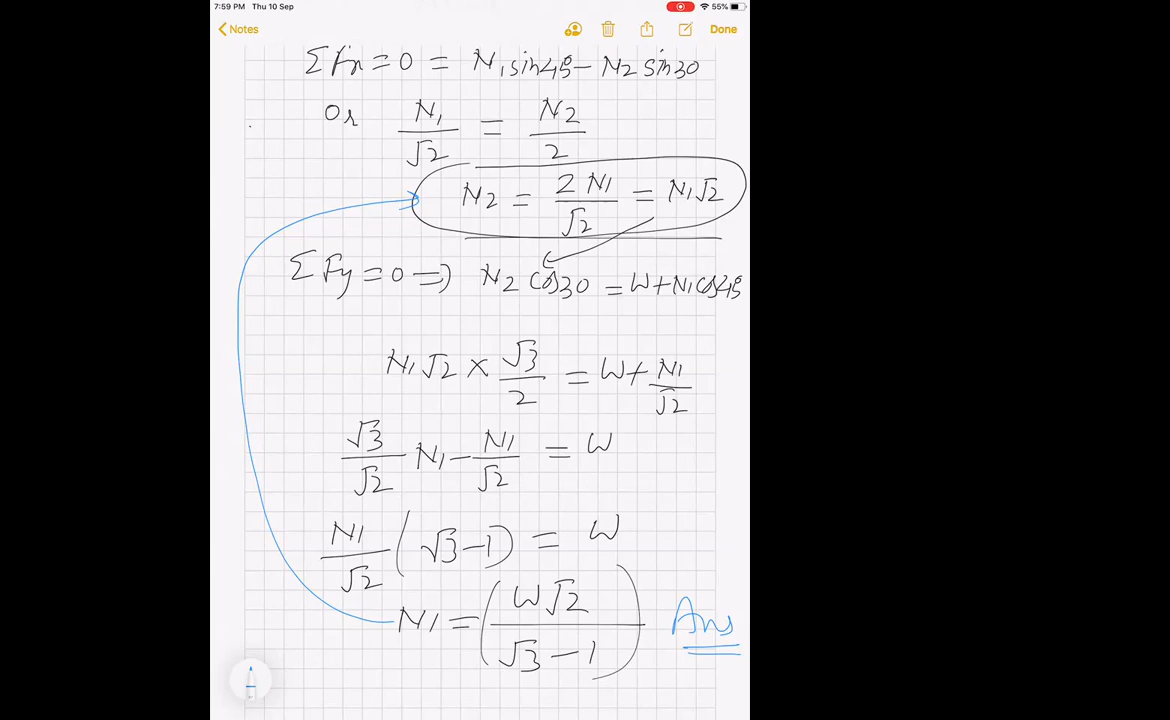 7:59 PM Thu 10 Sep 55%
Notes Done
ΣFx = 0 = N1 sin45 - N2 sin30
Or N1/√2 = N2/2
N2 = 2N1/√2 = N1√2
ΣFy = 0 ⇒ N2 cos30 = W + N1 cos45
N1√2 × √3/2 = W + N1/√2
√3/√2 N1 - N1/√2 = W
N1/√2 (√3 - 1) = W
N1 = (W√2/√3 - 1) Ans